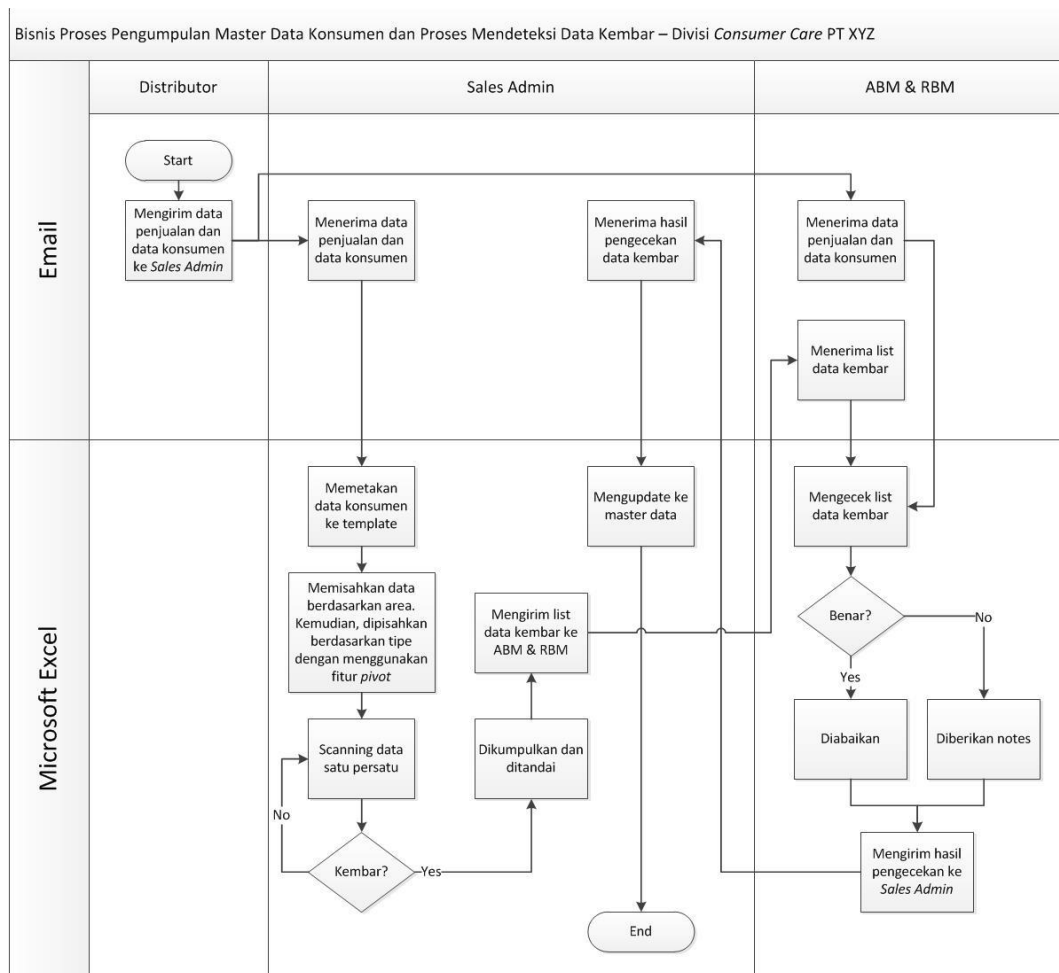 Bisnis Proses Pengumpulan Master Data Konsumen dan Proses Mendeteksi Data Kembar – Divisi Consumer Care PT XYZ
Distributor
Sales Admin
ABM & RBM
Email
Start
Mengirim data
penjualan dan
data konsumen
ke Sales Admin
Menerima data
penjualan dan
data konsumen
Menerima hasil
pengecekan
data kembar
Menerima data
penjualan dan
data konsumen
Menerima list
data kembar
Microsoft Excel
Memetakan
data konsumen
ke template
Memisahkan data
berdasarkan area.
Kemudian, dipisahkan
berdasarkan tipe
dengan menggunakan
fitur pivot
Scanning data
satu persatu
No
Kembar?
Yes
Dikumpulkan dan
ditandai
Mengirim list
data kembar ke
ABM & RBM
Mengupdate ke
master data
End
Mengecek list
data kembar
Benar?
No
Yes
Diabaikan
Diberikan notes
Mengirim hasil
pengecekan ke
Sales Admin